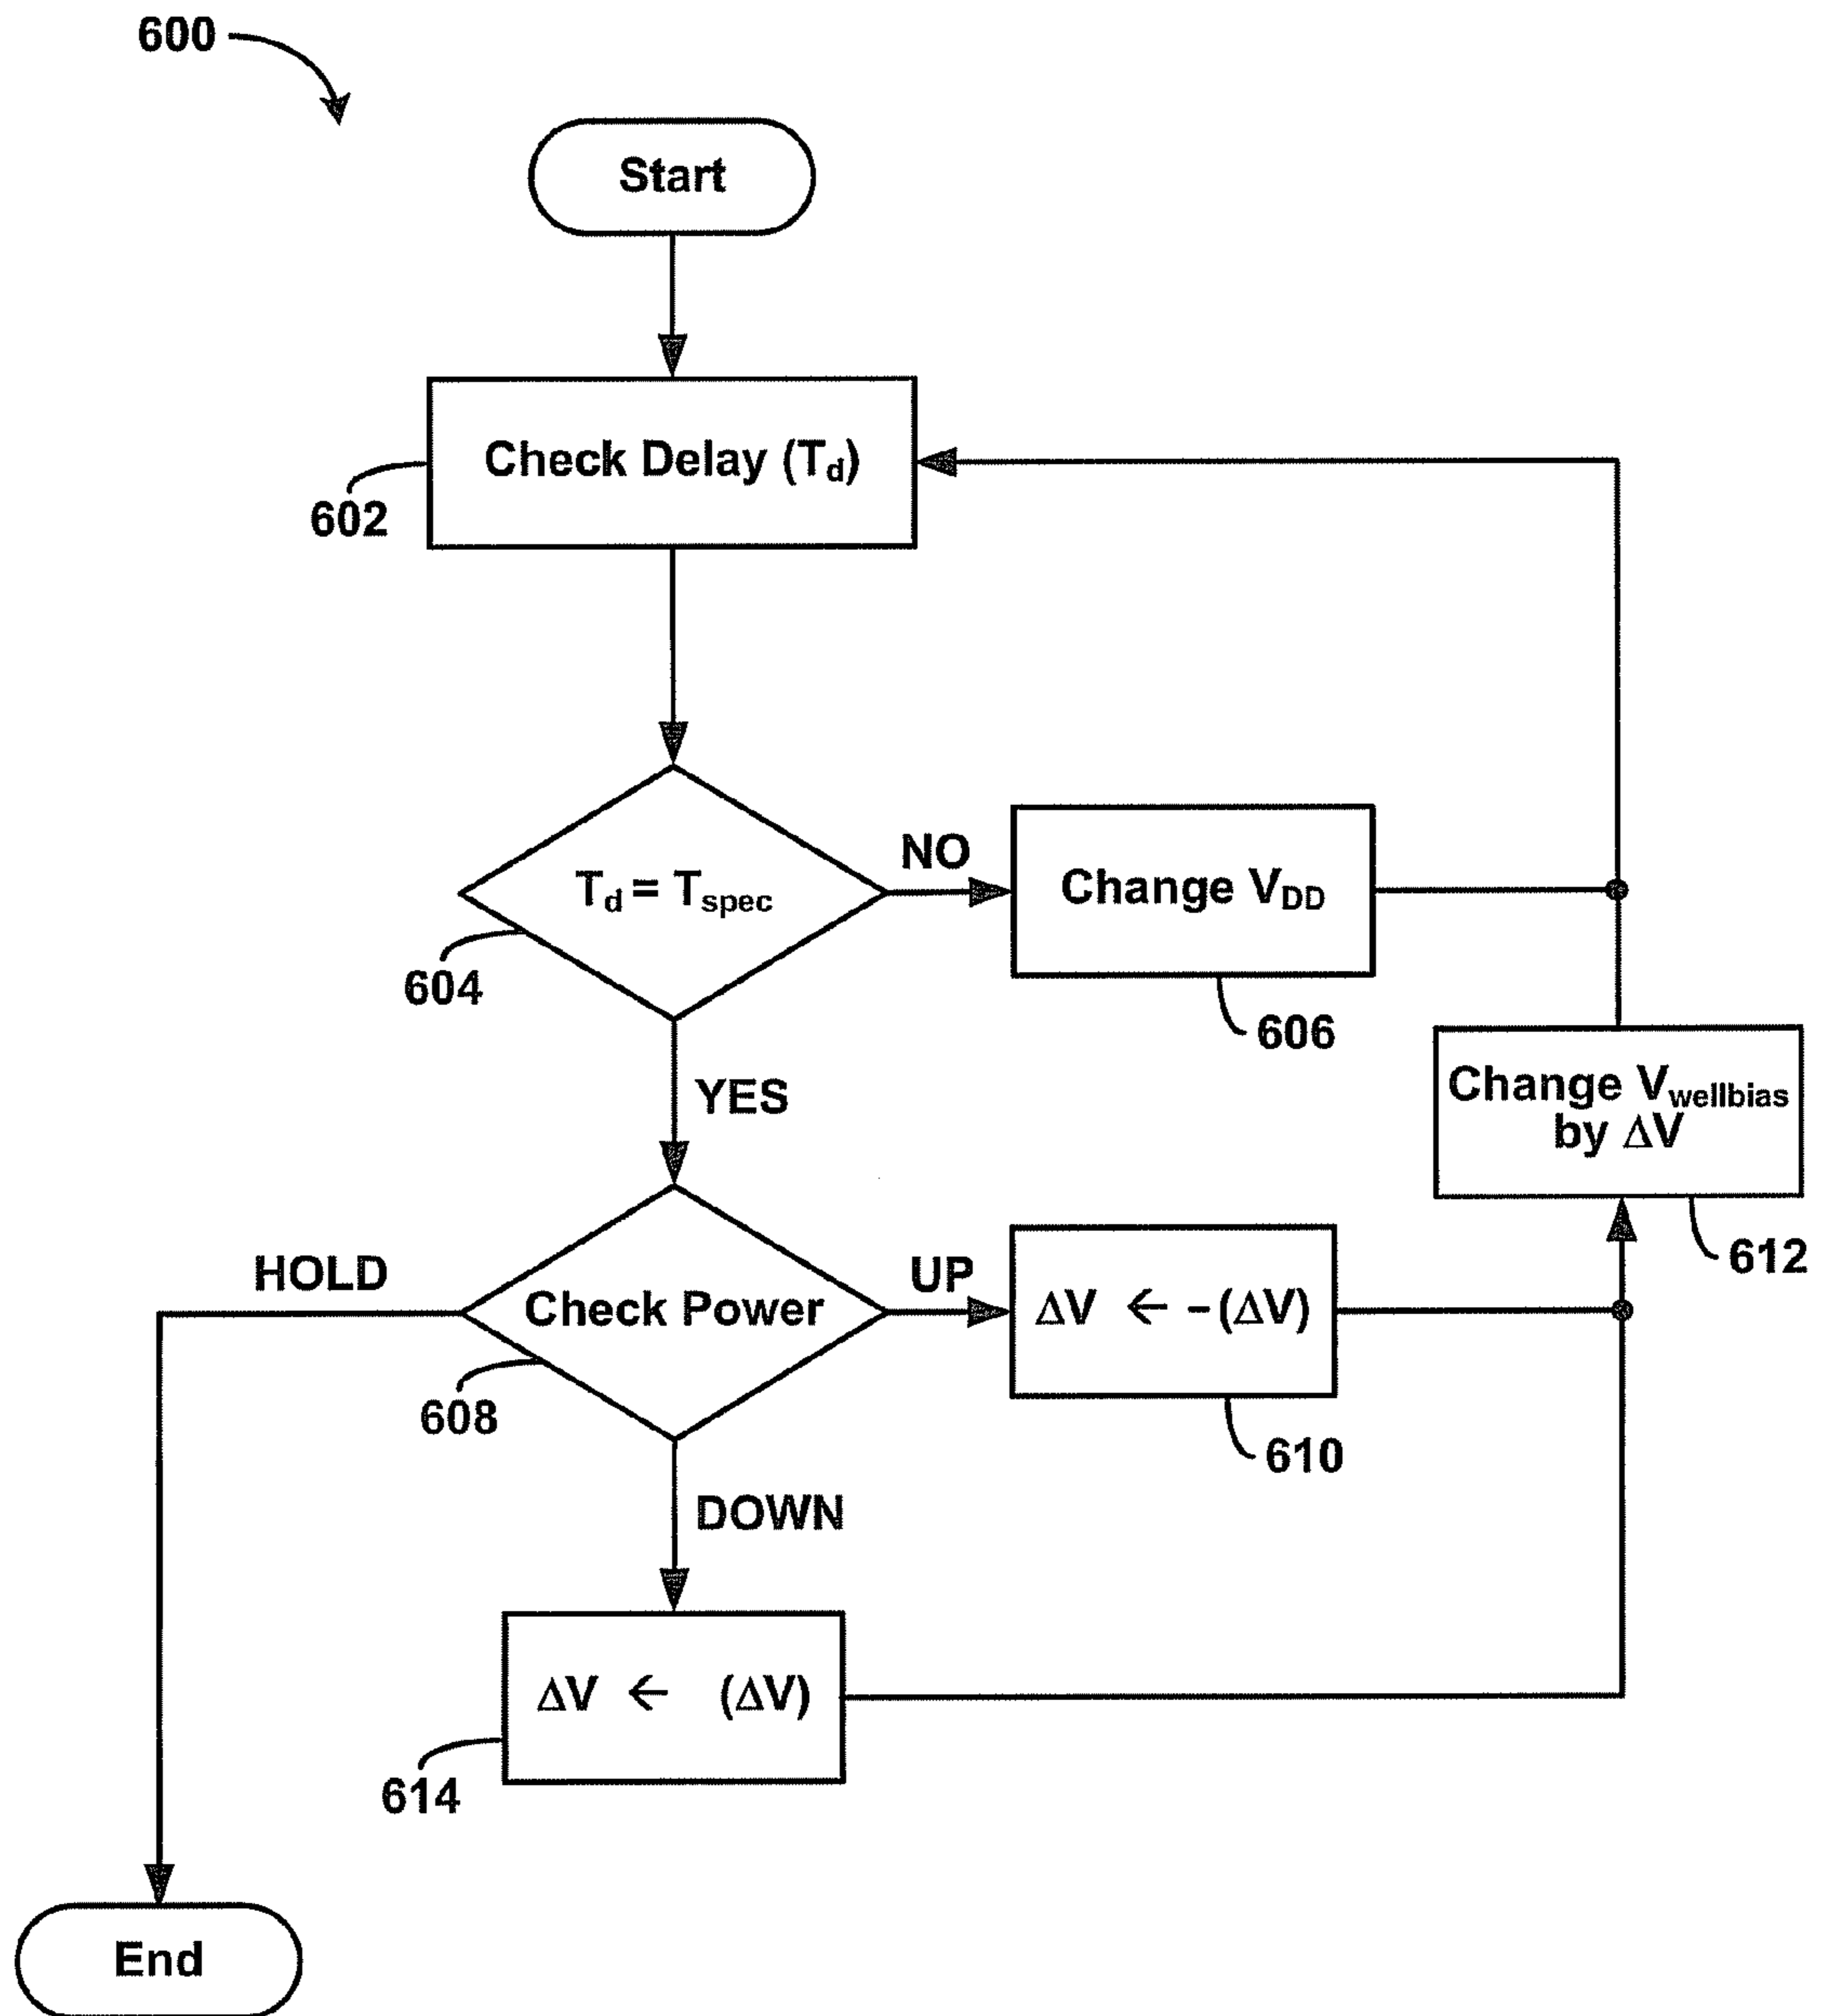 600
Start
Check Delay (Td)
602
Td = Tspec
604
NO
Change VDD
606
YES
Change Vwellbias
by ΔV
612
HOLD
Check Power
608
UP
ΔV ← -(ΔV)
610
DOWN
ΔV ← (ΔV)
614
End